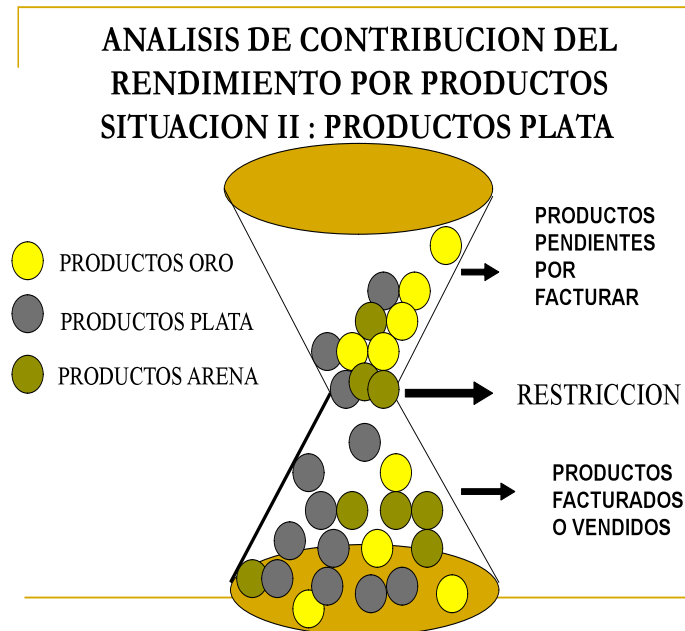 ANALISIS DE CONTRIBUCION DEL
RENDIMIENTO POR PRODUCTOS
SITUACION II : PRODUCTOS PLATA
PRODUCTOS ORO
PRODUCTOS PLATA
PRODUCTOS ARENA
PRODUCTOS
PENDIENTES
POR
FACTURAR
RESTRICCION
PRODUCTOS
FACTURADOS
O VENDIDOS